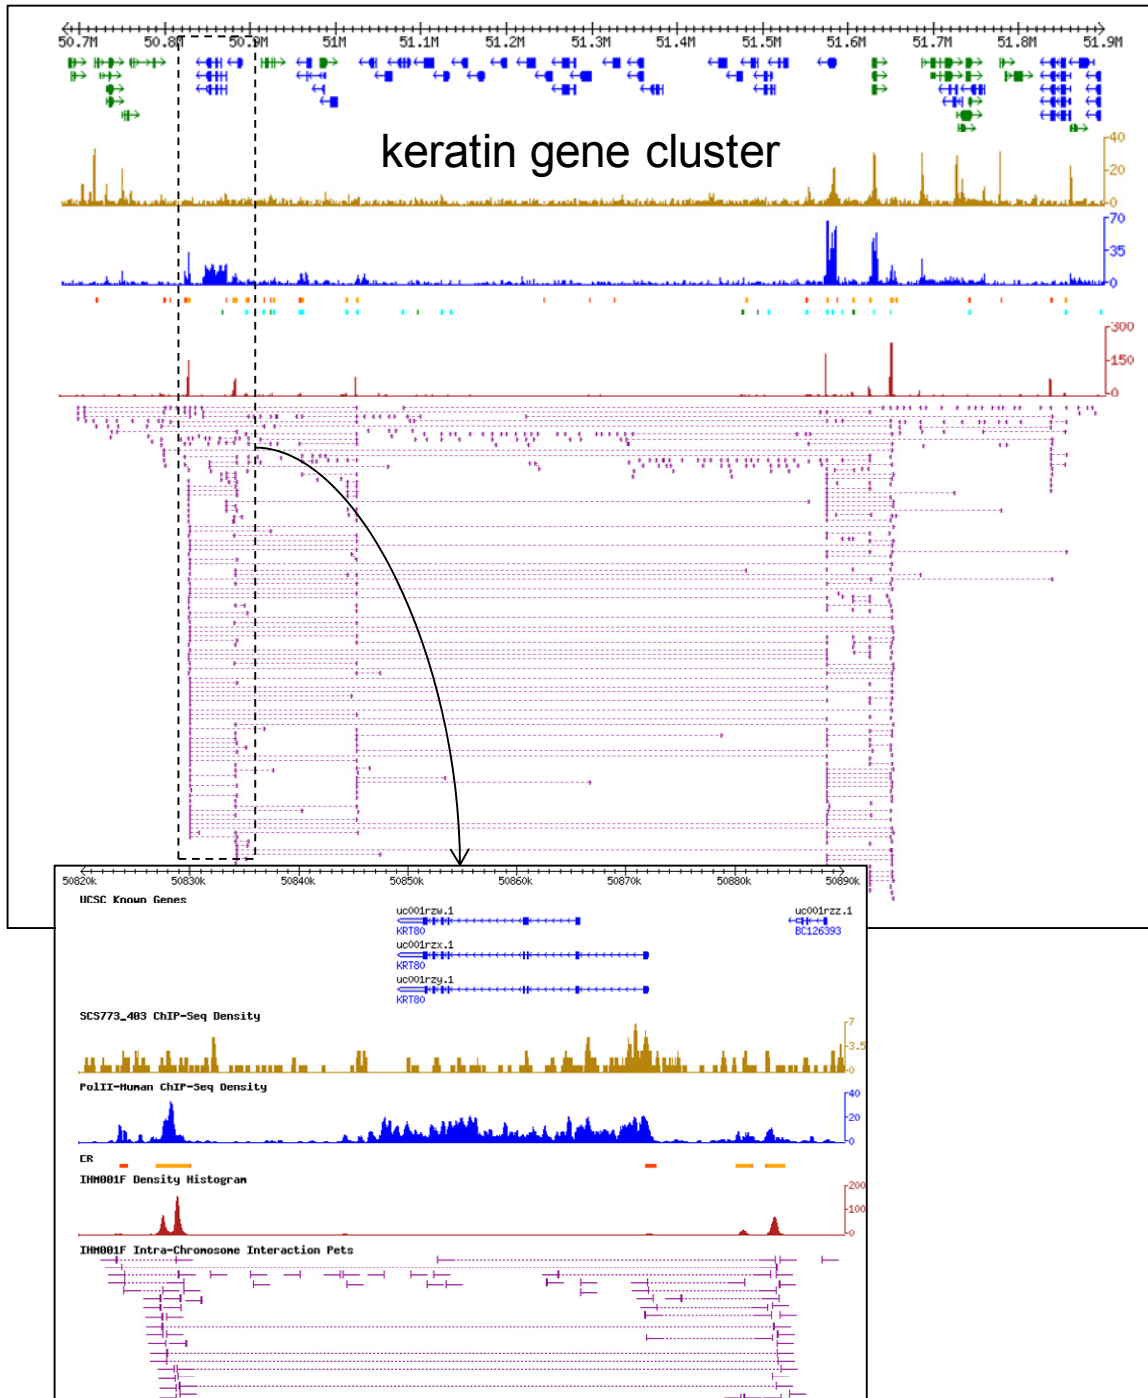 50.7M 50.8M 50.9M 51M 51.1M 51.2M 51.3M 51.4M 51.5M 51.6M 51.7M 51.8M 51.9M
keratin gene cluster
40
20
0
70
35
0
300
150
0
50820k 50830k 50840k 50850k 50860k 50870k 50880k 50890k
UCSC Known Genes
uc001rzw.1 uc001rzz.1
KRT80 BC126393
uc001rzx.1
KRT80
uc001rzy.1
KRT80
SCS773_403 ChIP-Seq Density
7
3.5
0
PolII-Human ChIP-Seq Density
40
20
0
ER
IHM001F Density Histogram
200
100
0
IHM001F Intra-Chromosome Interaction Pets